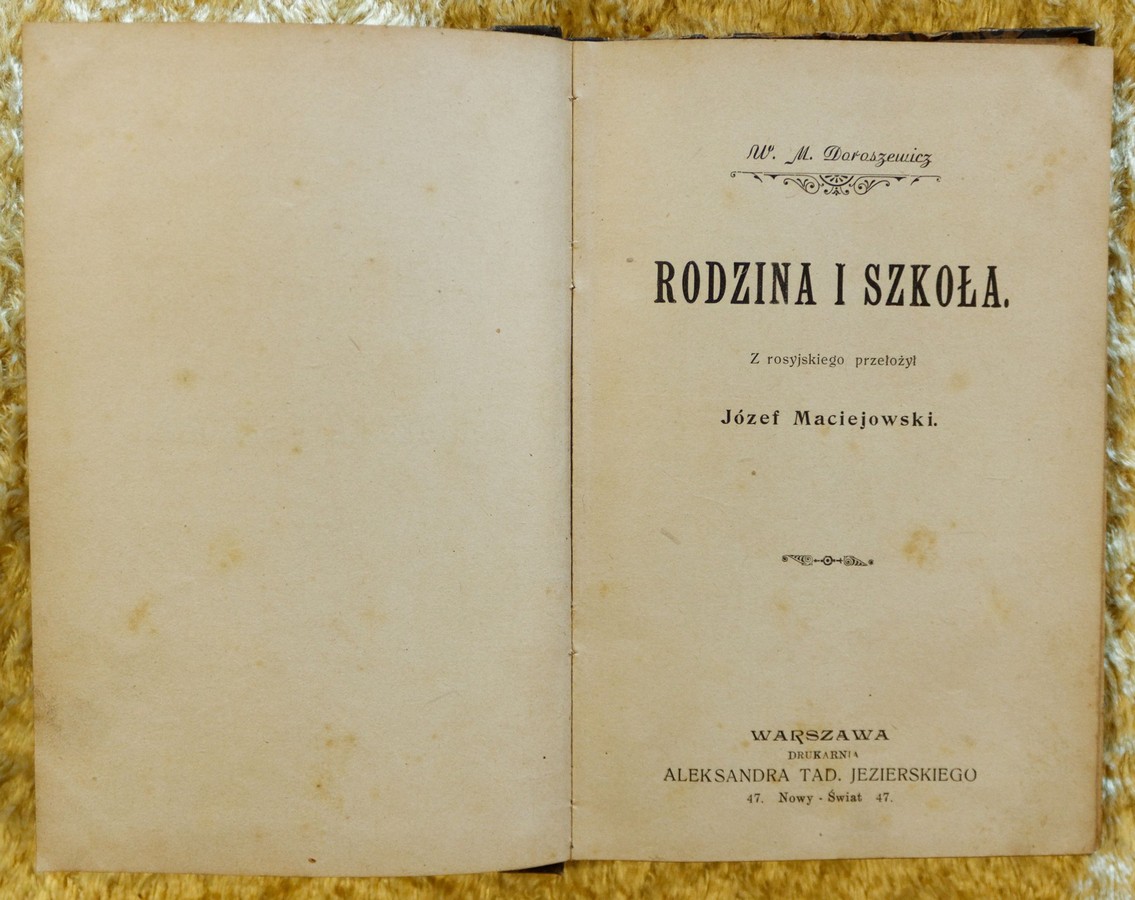 W. M. Doroszewicz
RODZINA I SZKOŁA.
Z rosyjskiego przełożył
Józef Maciejowski.
WARSZAWA
DRUKARNIA
ALEKSANDRA TAD. JEZIERSKIEGO
47. Nowy - Świat 47.